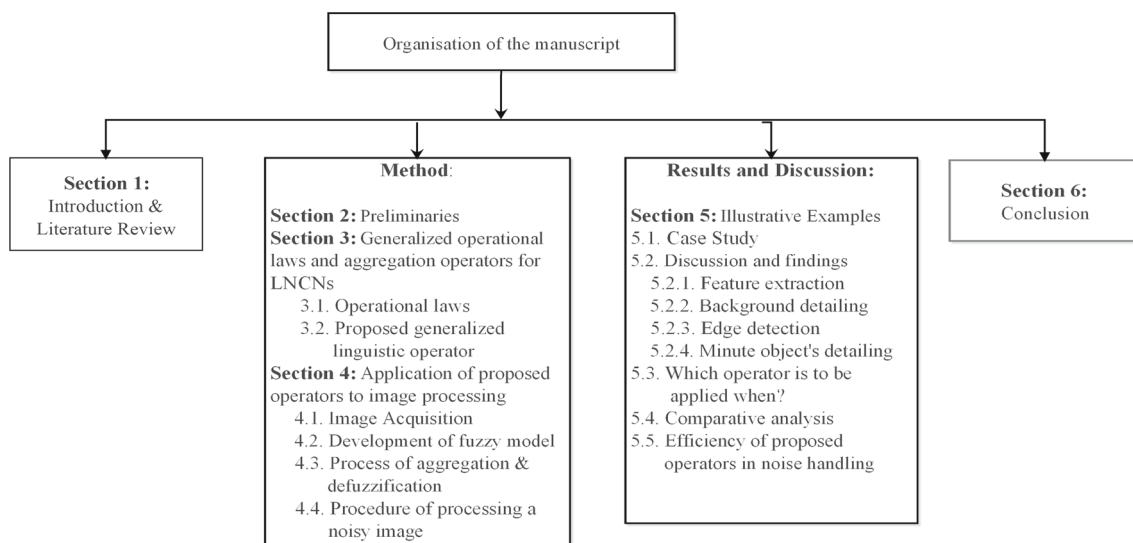 Organisation of the manuscript
Section 1:
Introduction &
Literature Review
Method:
Section 2: Preliminaries
Section 3: Generalized operational
laws and aggregation operators for
LNCNs
3.1. Operational laws
3.2. Proposed generalized
linguistic operator
Section 4: Application of proposed
operators to image processing
4.1. Image Acquisition
4.2. Development of fuzzy model
4.3. Process of aggregation &
defuzzification
4.4. Procedure of processing a
noisy image
Results and Discussion:
Section 5: Illustrative Examples
5.1. Case Study
5.2. Discussion and findings
5.2.1. Feature extraction
5.2.2. Background detailing
5.2.3. Edge detection
5.2.4. Minute object's detailing
5.3. Which operator is to be
applied when?
5.4. Comparative analysis
5.5. Efficiency of proposed
operators in noise handling
Section 6:
Conclusion